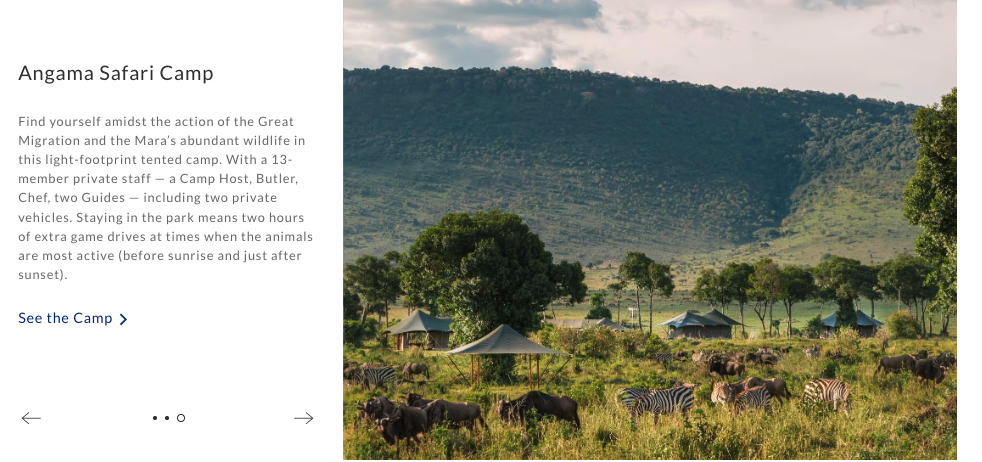 Angama Safari Camp
Find yourself amidst the action of the Great
Migration and the Mara’s abundant wildlife in
this light-footprint tented camp. With a 13-
member private staff — a Camp Host, Butler,
Chef, two Guides — including two private
vehicles. Staying in the park means two hours
of extra game drives at times when the animals
are most active (before sunrise and just after
sunset).
See the Camp